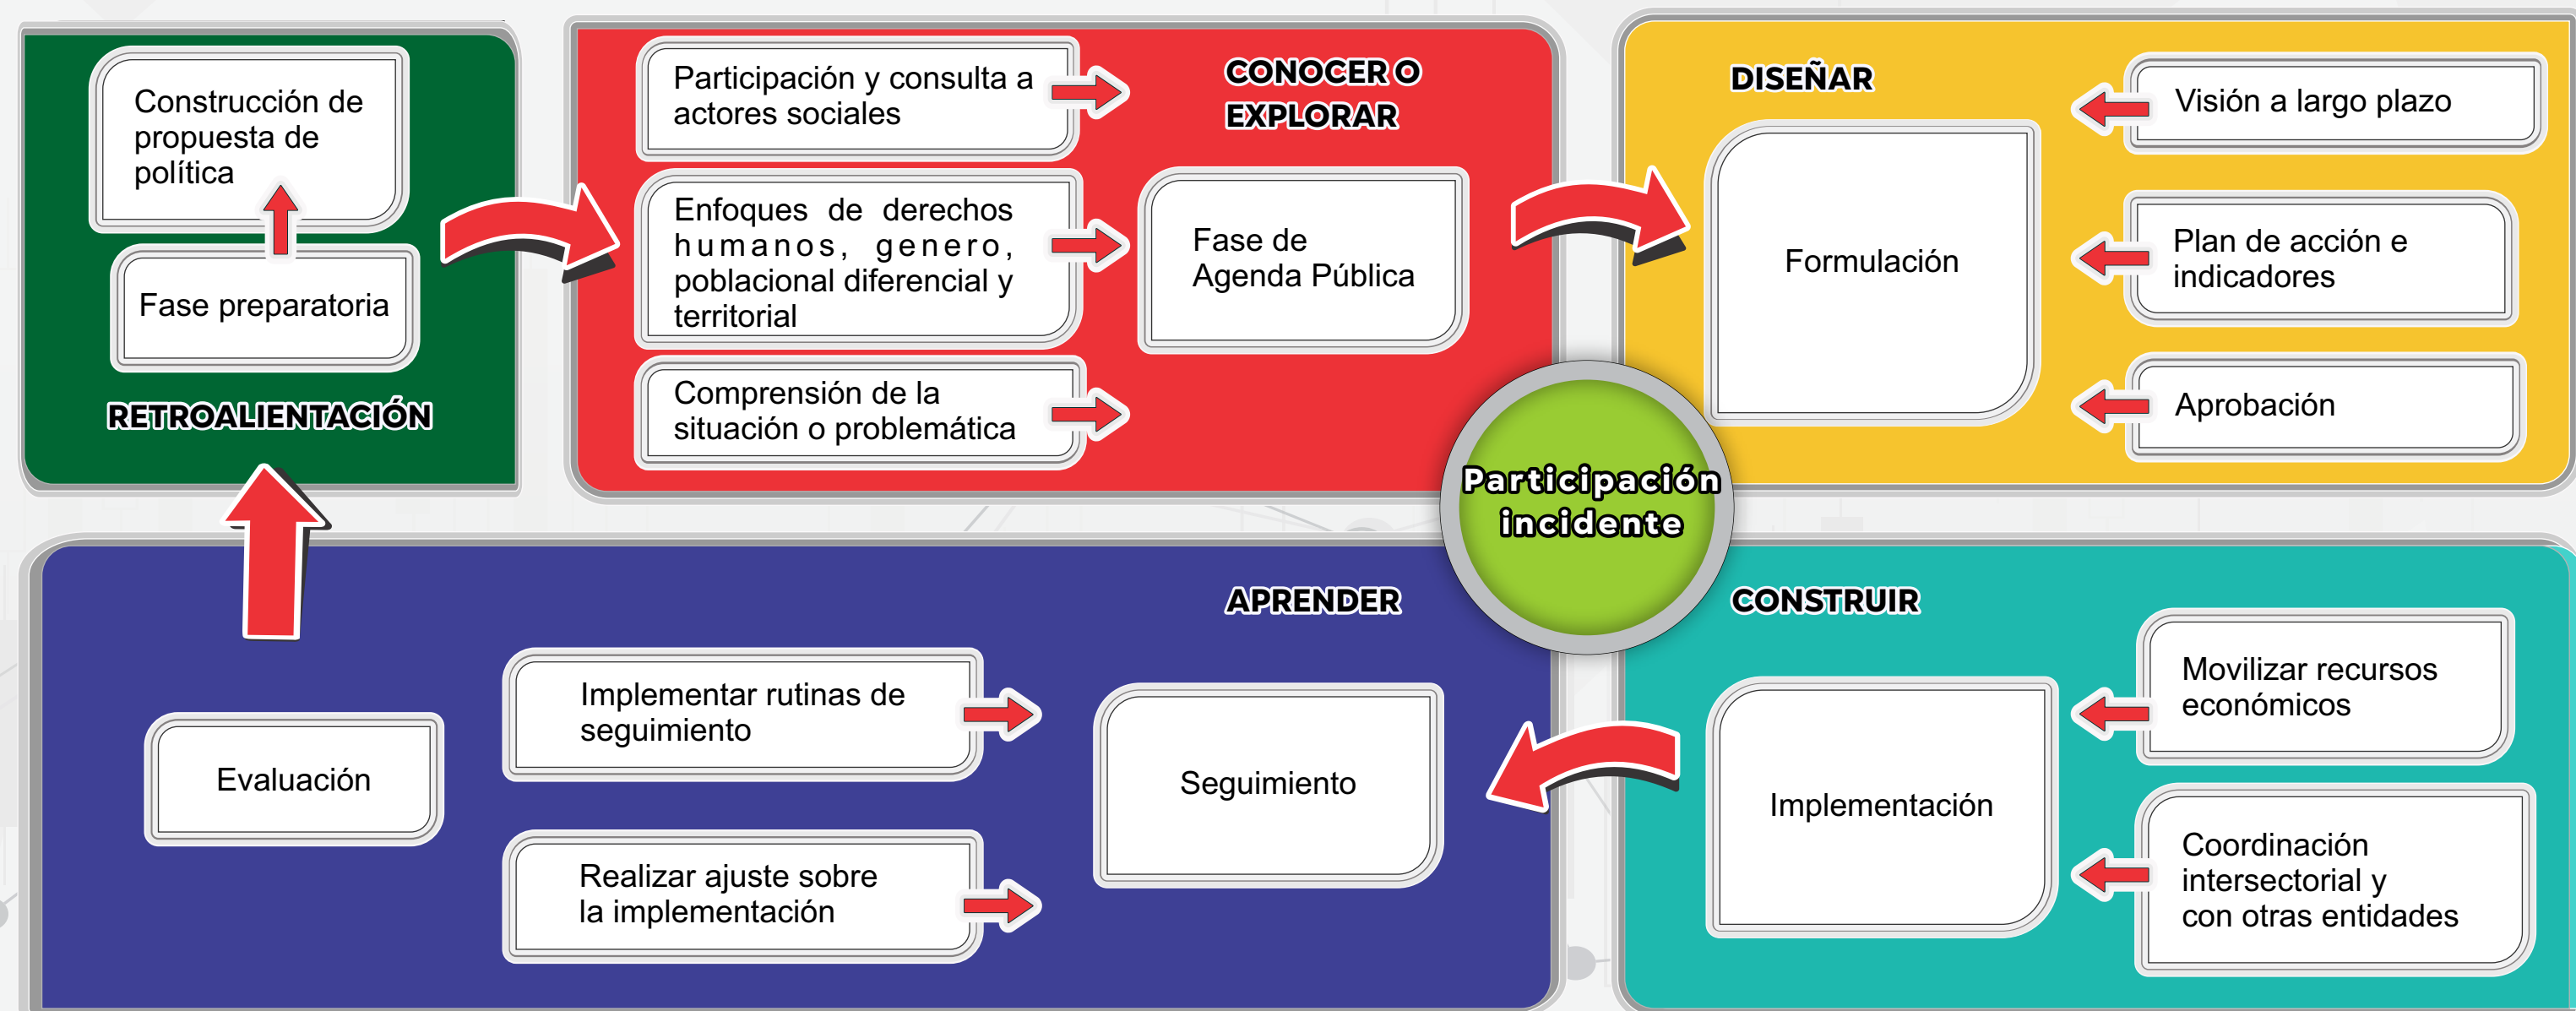 Construcción de
propuesta de
política
Fase preparatoria
RETROALIENTACIÓN
Participación y consulta a
actores sociales
Enfoques de derechos
humanos, genero,
poblacional diferencial y
territorial
Comprensión de la
situación o problemática
CONOCER O
EXPLORAR
Fase de
Agenda Pública
DISEÑAR
Formulación
Visión a largo plazo
Plan de acción e
indicadores
Aprobación
Participación
incidente
APRENDER
Evaluación
Implementar rutinas de
seguimiento
Realizar ajuste sobre
la implementación
Seguimiento
CONSTRUIR
Implementación
Movilizar recursos
económicos
Coordinación
intersectorial y
con otras entidades